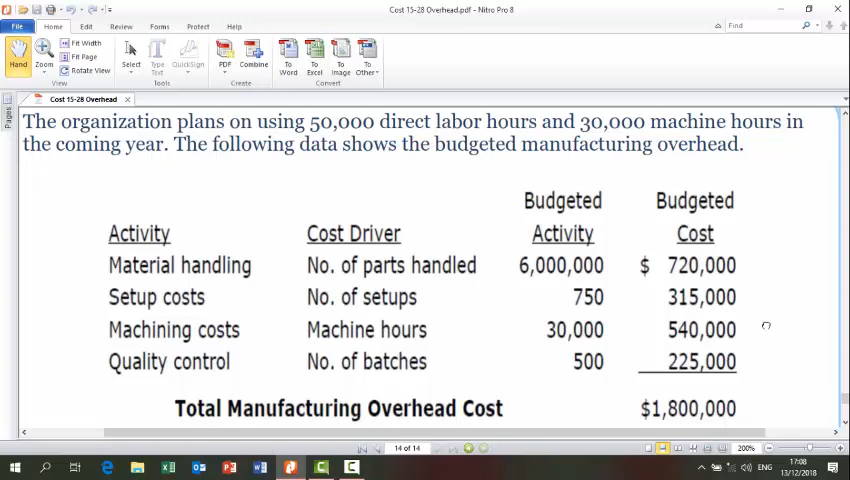 Cost 15-28 Overhead.pdf - Nitro Pro 8
File Home Edit Review Forms Protect Help
Find
Hand
Zoom
Fit Width
Fit Page
Rotate View
View
Select
Type Text
QuickSign
Tools
PDF
Combine
Create
To Word
To Excel
To Image
To Other
Convert
Cost 15-28 Overhead
Pages
The organization plans on using 50,000 direct labor hours and 30,000 machine hours in
the coming year. The following data shows the budgeted manufacturing overhead.
Budgeted Budgeted
Activity Cost Driver Activity Cost
Material handling No. of parts handled 6,000,000 $ 720,000
Setup costs No. of setups 750 315,000
Machining costs Machine hours 30,000 540,000
Quality control No. of batches 500 225,000
Total Manufacturing Overhead Cost $1,800,000
14 of 14
200%
ENG
17:08
13/12/2018